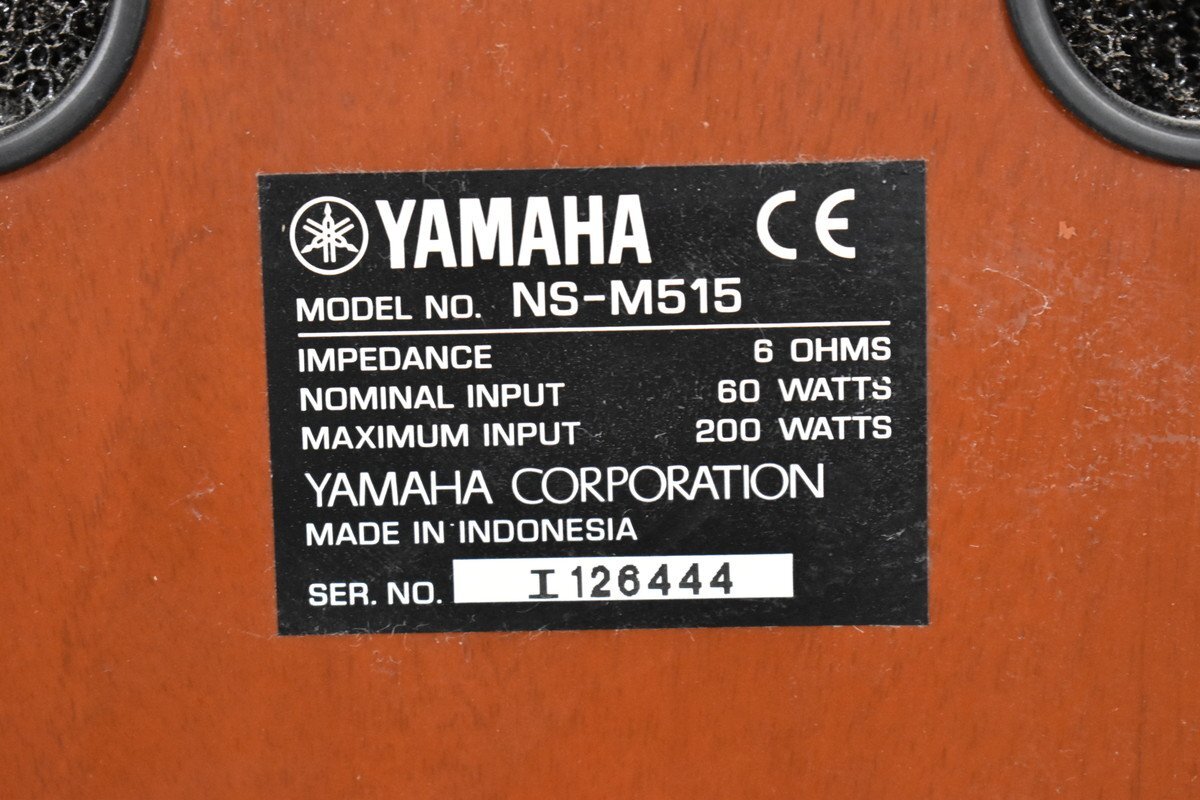 YAMAHA CE
MODEL NO. NS-M515
IMPEDANCE 6 OHMS
NOMINAL INPUT 60 WATTS
MAXIMUM INPUT 200 WATTS
YAMAHA CORPORATION
MADE IN INDONESIA
SER. NO. I126444